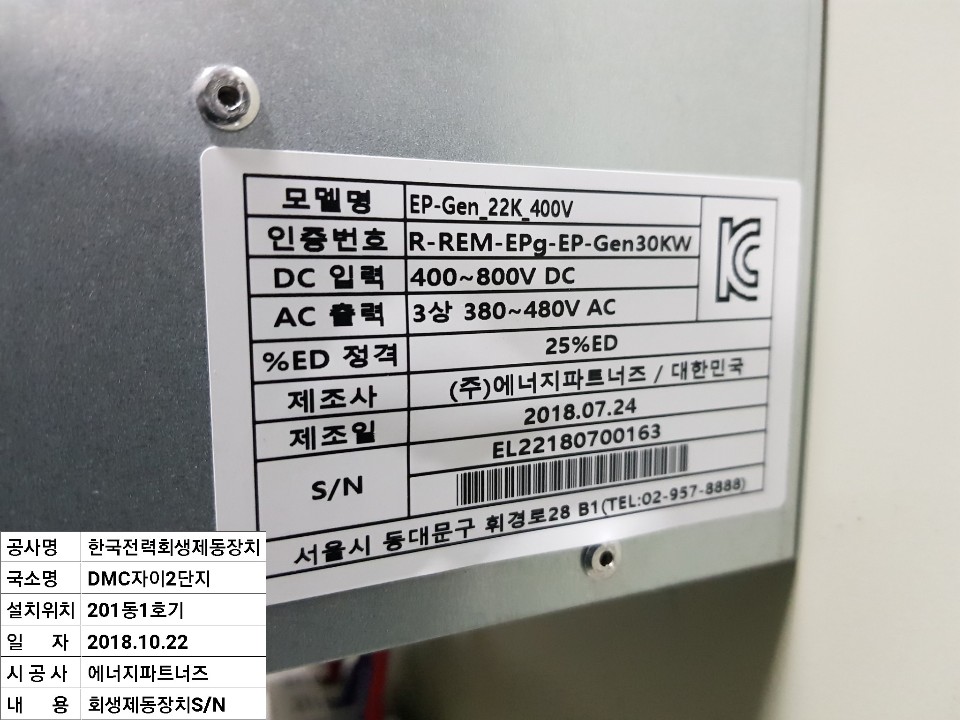 모델명 EP-Gen_22K_400V
인증번호 R-REM-EPg-EP-Gen30KW
DC 입력 400~800V DC
AC 출력 3상 380~480V AC
%ED 정격 25%ED
제조사 (주)에너지파트너즈 / 대한민국
제조일 2018.07.24
S/N EL22180700163
서울시 동대문구 휘경로28 B1(TEL:02-957-8888)
공사명 한국전력회생제동장치
국소명 DMC자이2단지
설치위치 201동1호기
일 자 2018.10.22
시 공 사 에너지파트너즈
내 용 회생제동장치S/N